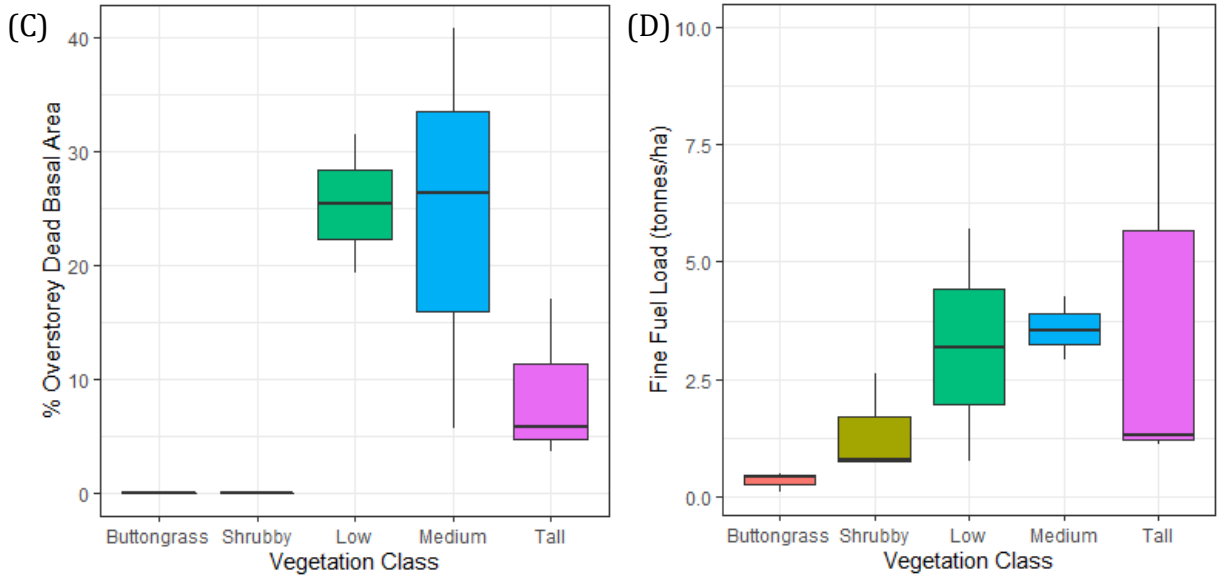 (C)
% Overstorey Dead Basal Area
40
30
20
10
0
Buttongrass Shrubby Low Medium Tall
Vegetation Class
(D)
Fine Fuel Load (tonnes/ha)
10.0
7.5
5.0
2.5
0.0
Buttongrass Shrubby Low Medium Tall
Vegetation Class